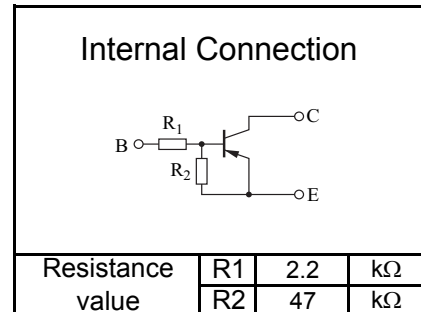 Internal Connection
C
R1
B
R2
E
Resistance value R1 2.2 kΩ
R2 47 kΩ